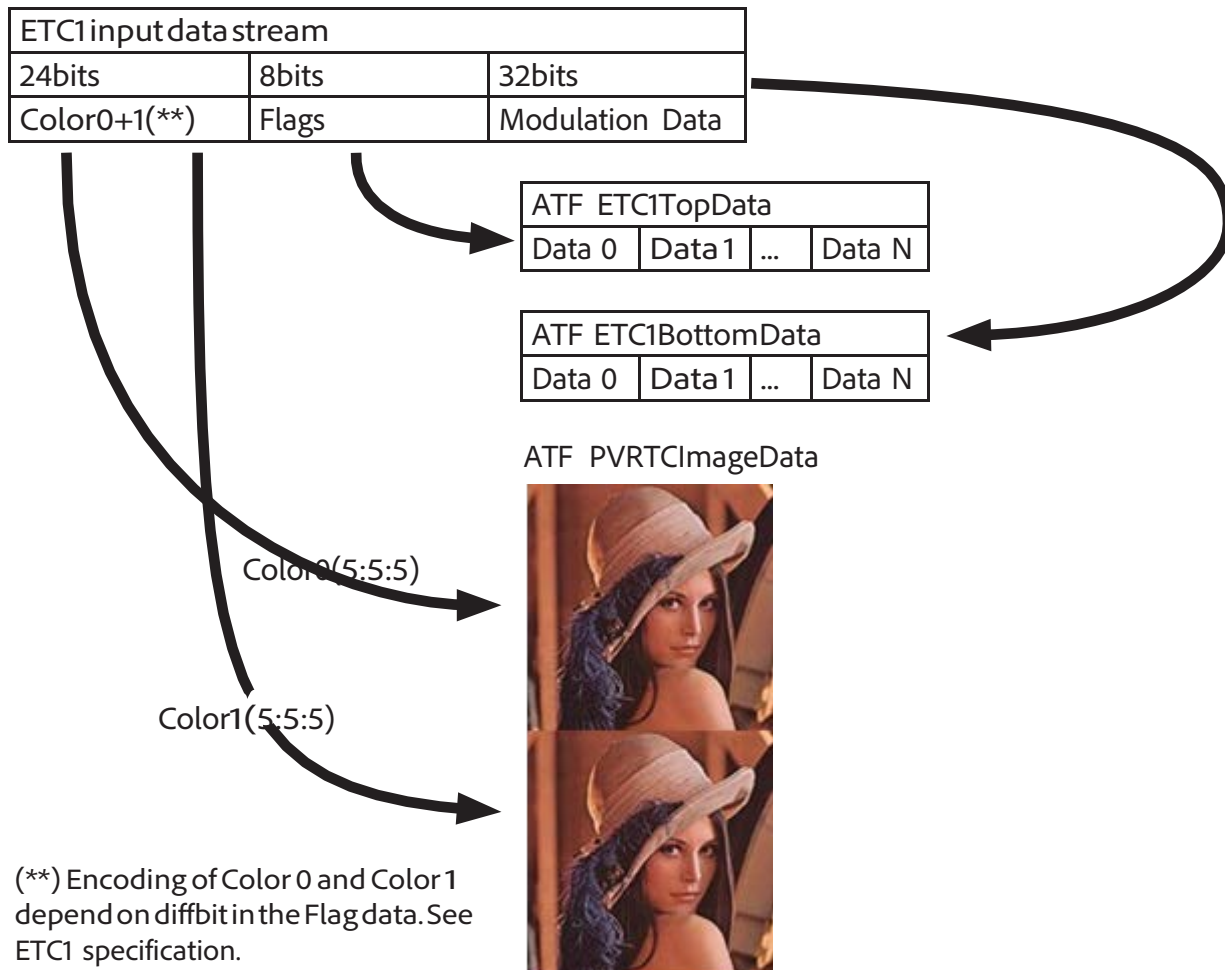 ETC1 input data stream
24bits 8bits 32bits
Color0+1(**) Flags Modulation Data
ATF ETC1TopData
Data 0 Data 1 ... Data N
ATF ETC1BottomData
Data 0 Data 1 ... Data N
ATF PVRTCImageData
Color0(5:5:5)
Color1(5:5:5)
(**) Encoding of Color 0 and Color 1
depend on diffbit in the Flag data. See
ETC1 specification.